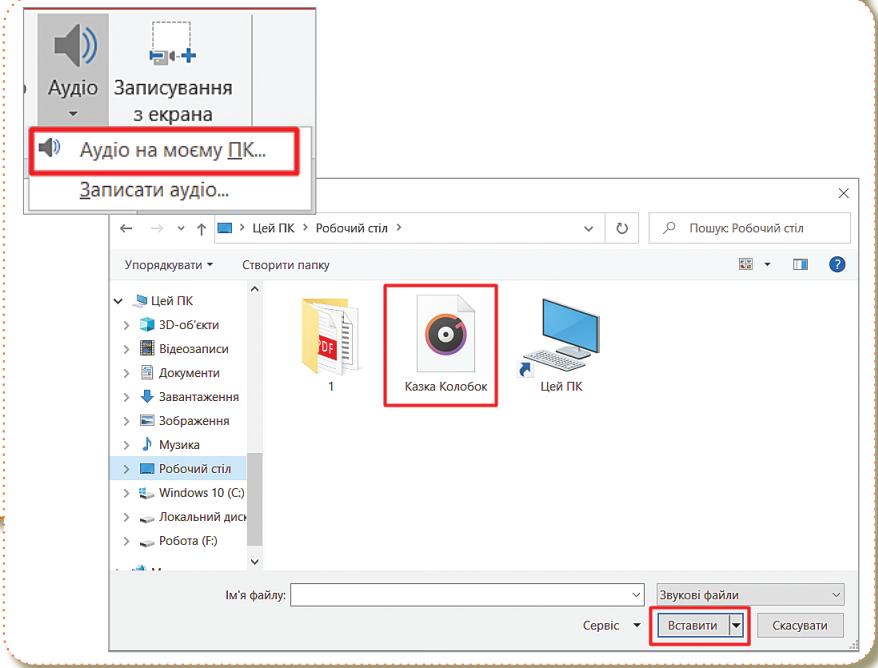 Аудіо
Записування
з екрана
Аудіо на моєму ПК...
Записати аудіо...
Цей ПК
Робочий стіл
Пошук: Робочий стіл
Упорядкувати
Створити папку
Цей ПК
3D-об'єкти
Відеозаписи
Документи
Завантаження
Зображення
Музика
Робочий стіл
Windows 10 (C:)
Локальний диск
Робота (F:)
PDF
1
Казка Колобок
Цей ПК
Ім'я файлу:
Звукові файли
Сервіс
Вставити
Скасувати